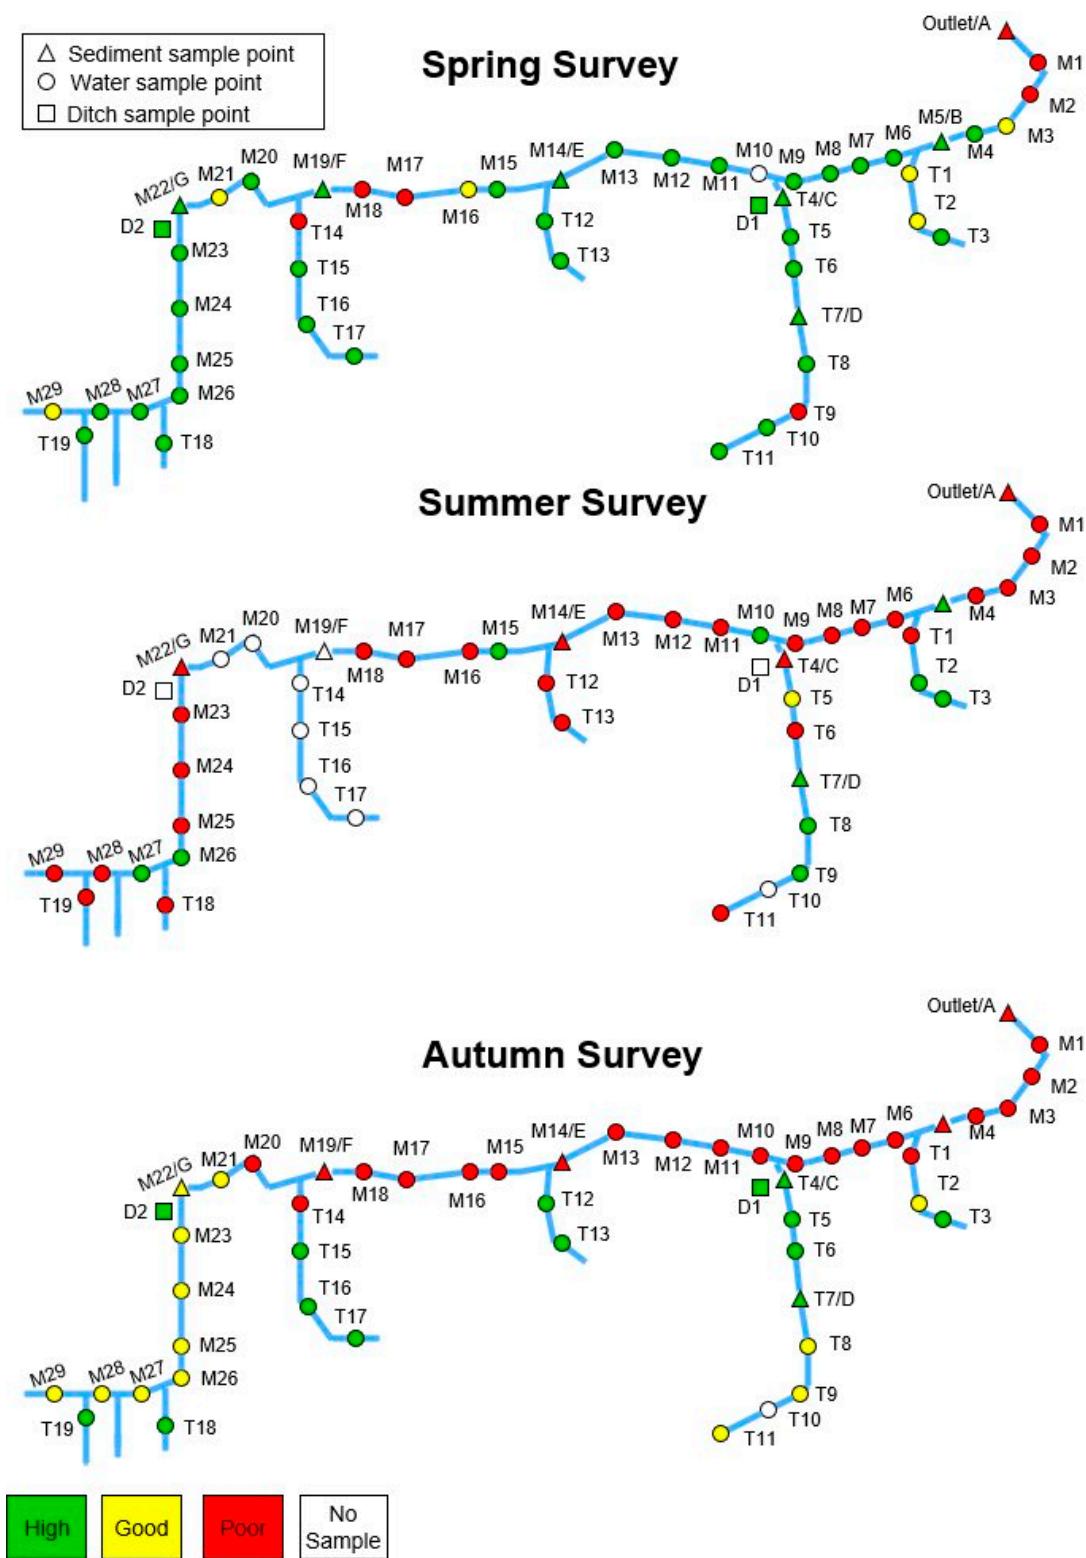 Outlet/A
Sediment sample point
Water sample point
Ditch sample point
Spring Survey
M1
M2
M3
M4
M5/B
M6
M7
M8
M9
M10
M11
M12
M13
M14/E
M15
M16
M17
M18
M19/F
M20
M21
M22/G
D2
M23
M24
M25
M26
M27
M28
M29
T19
T18
T14
T15
T16
T17
T12
T13
D1
T4/C
T5
T6
T7/D
T8
T9
T10
T11
T1
T2
T3
Summer Survey
Outlet/A
M1
M2
M3
M4
M6
M7
M8
M9
M10
M11
M12
M13
M14/E
M15
M16
M17
M18
M19/F
M20
M21
M22/G
D2
M23
M24
M25
M26
M27
M28
M29
T19
T18
T14
T15
T16
T17
T12
T13
D1
T4/C
T5
T6
T7/D
T8
T9
T10
T11
T1
T2
T3
Autumn Survey
Outlet/A
M1
M2
M3
M4
M6
M7
M8
M9
M10
M11
M12
M13
M14/E
M15
M16
M17
M18
M19/F
M20
M21
M22/G
D2
M23
M24
M25
M26
M27
M28
M29
T19
T18
T14
T15
T16
T17
T12
T13
D1
T4/C
T5
T6
T7/D
T8
T9
T10
T11
T1
T2
T3
High
Good
Poor
No
Sample